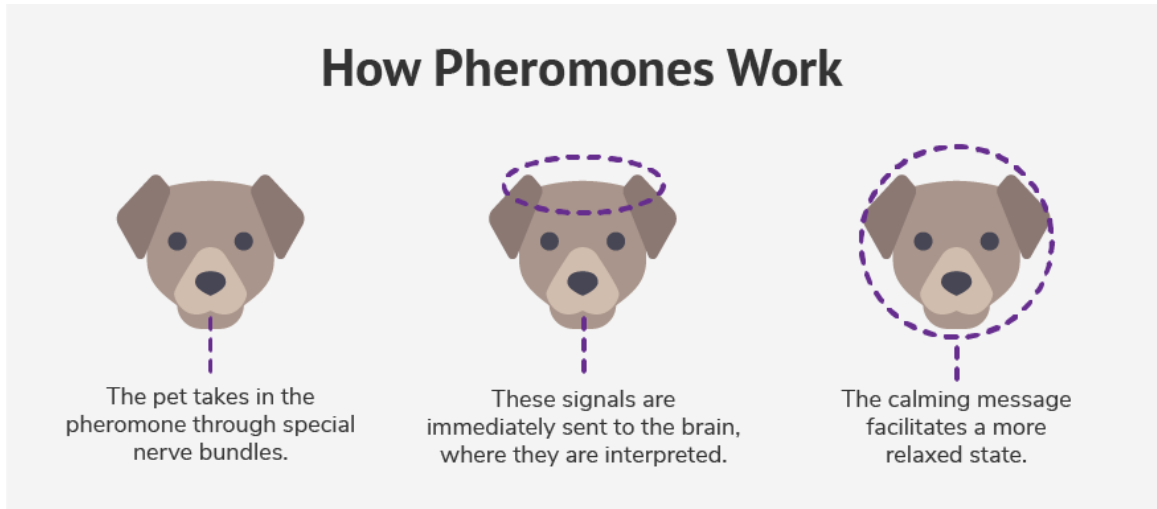 How Pheromones Work
The pet takes in the
pheromone through special
nerve bundles.
These signals are
immediately sent to the brain,
where they are interpreted.
The calming message
facilitates a more
relaxed state.